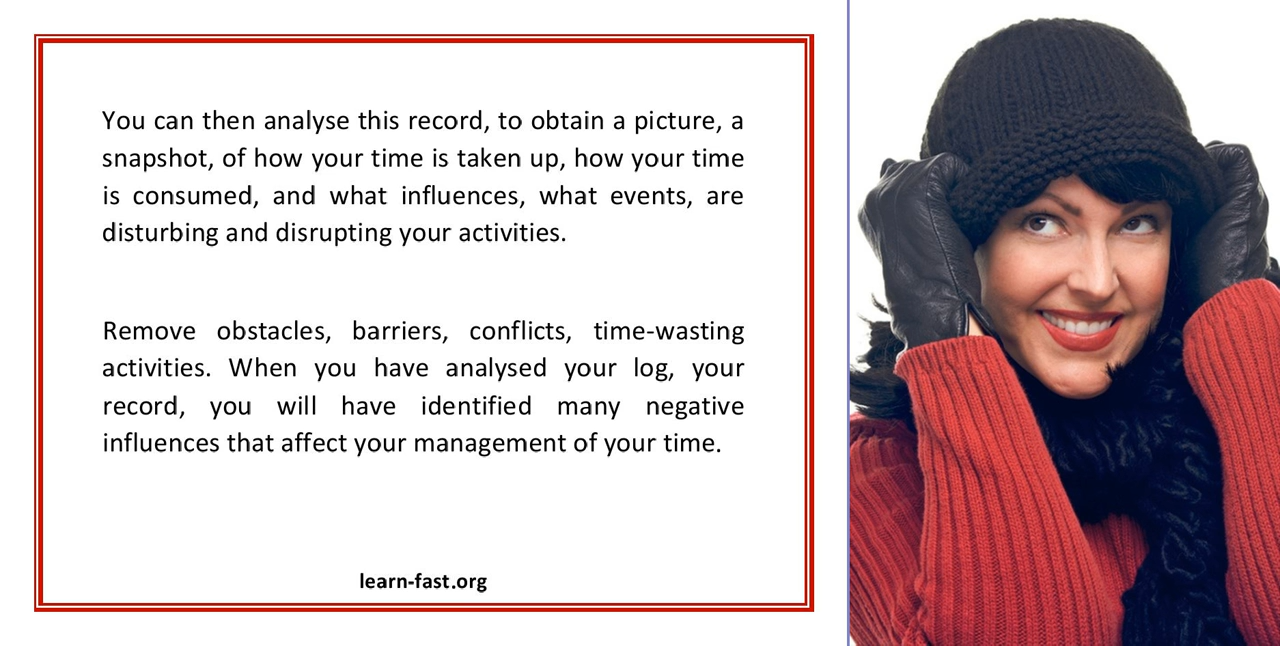 You can then analyse this record, to obtain a picture, a
snapshot, of how your time is taken up, how your time
is consumed, and what influences, what events, are
disturbing and disrupting your activities.
Remove obstacles, barriers, conflicts, time-wasting
activities. When you have analysed your log, your
record, you will have identified many negative
influences that affect your management of your time.
learn-fast.org